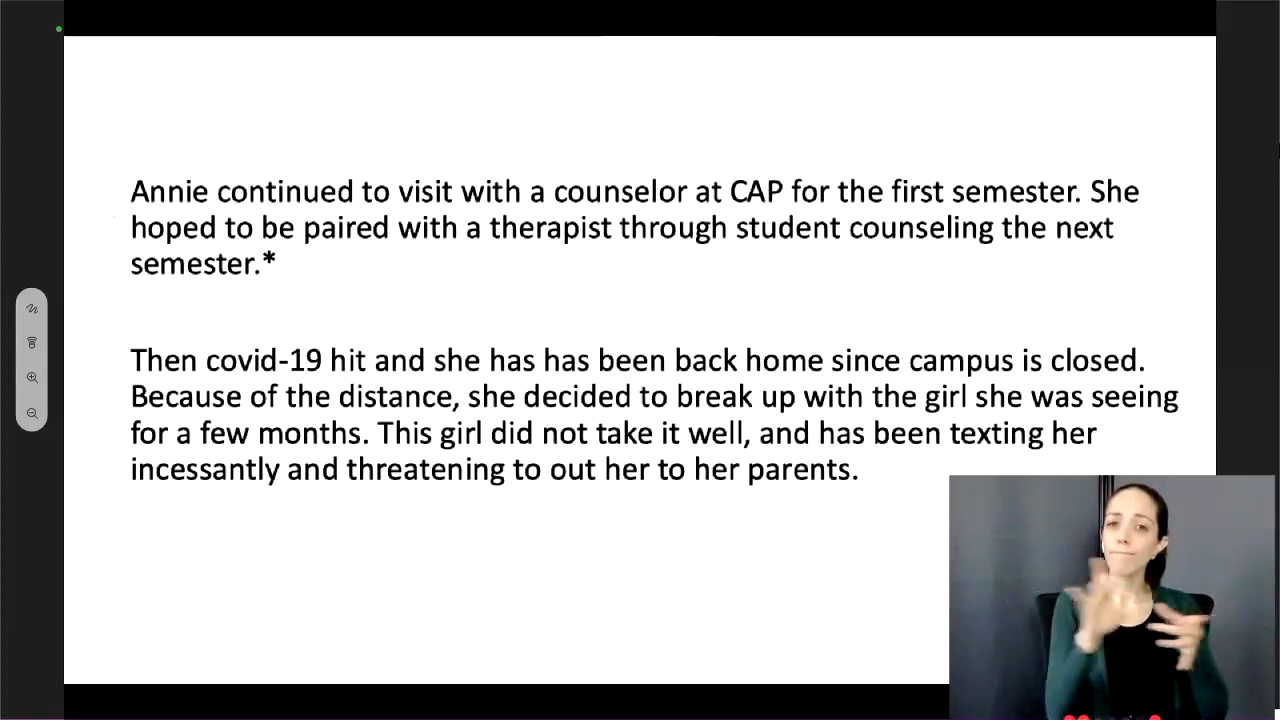 Annie continued to visit with a counselor at CAP for the first semester. She
hoped to be paired with a therapist through student counseling the next
semester.*
Then covid-19 hit and she has has been back home since campus is closed.
Because of the distance, she decided to break up with the girl she was seeing
for a few months. This girl did not take it well, and has been texting her
incessantly and threatening to out her to her parents.